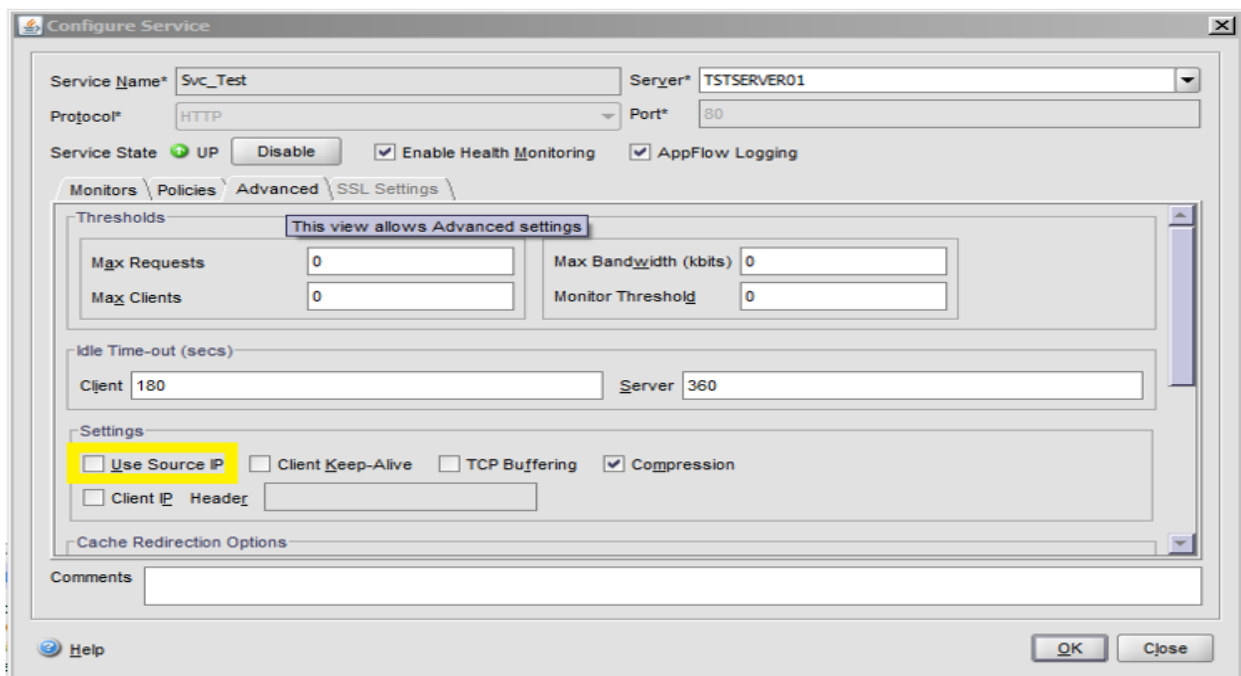 Configure Service
Service Name* Svc_Test Server* TSTSERVER01
Protocol* HTTP Port* 80
Service State UP Disable Enable Health Monitoring AppFlow Logging
Monitors Policies Advanced SSL Settings
Thresholds
This view allows Advanced settings
Max Requests 0 Max Bandwidth (kbits) 0
Max Clients 0 Monitor Threshold 0
Idle Time-out (secs)
Client 180 Server 360
Settings
Use Source IP Client Keep-Alive TCP Buffering Compression
Client IP Header
Cache Redirection Options
Comments
Help OK Close